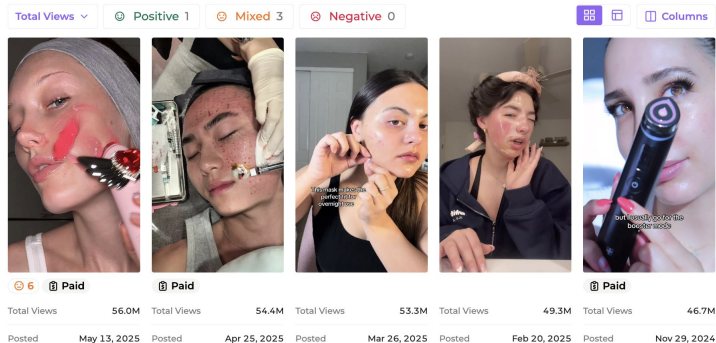 Total Views
Positive 1
Mixed 3
Negative 0
Columns
This mask makes the
perfect lid for
overnight use
but I usually go for the
booster mode
6
Paid
Paid
Paid
Total Views 56.0M
Total Views 54.4M
Total Views 53.3M
Total Views 49.3M
Total Views 46.7M
Posted May 13, 2025
Posted Apr 25, 2025
Posted Mar 26, 2025
Posted Feb 20, 2025
Posted Nov 29, 2024